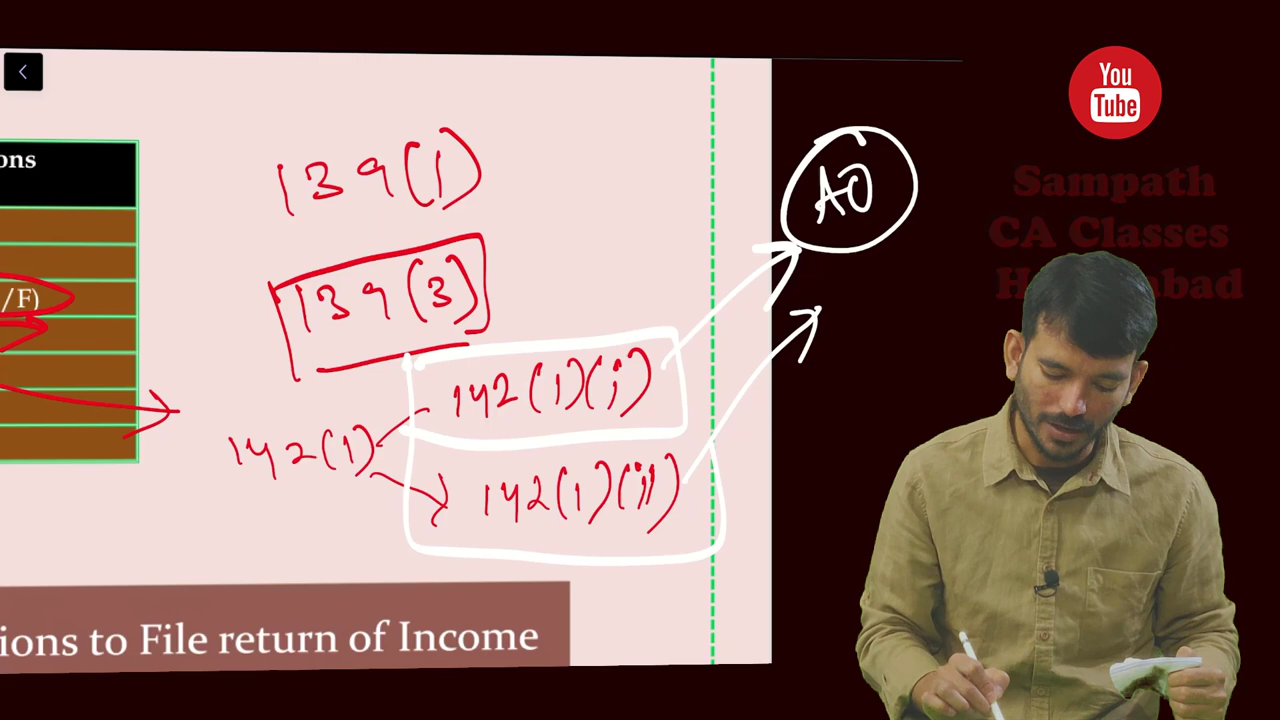 You
Tube
Sampath
CA Classes
ons
139(1)
AO
/F)
139(3)
142(1)(i)
142(1)
142(1)(ii)
ions to File return of Income